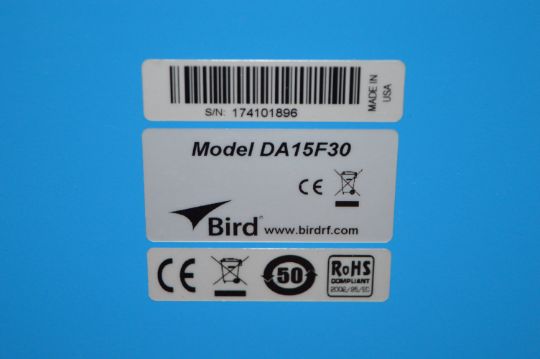 S/N: 174101896
MADE IN
USA
Model DA15F30
CE
Bird www.birdrf.com
CE
50
RoHS
COMPLIANT
2002/95/EC